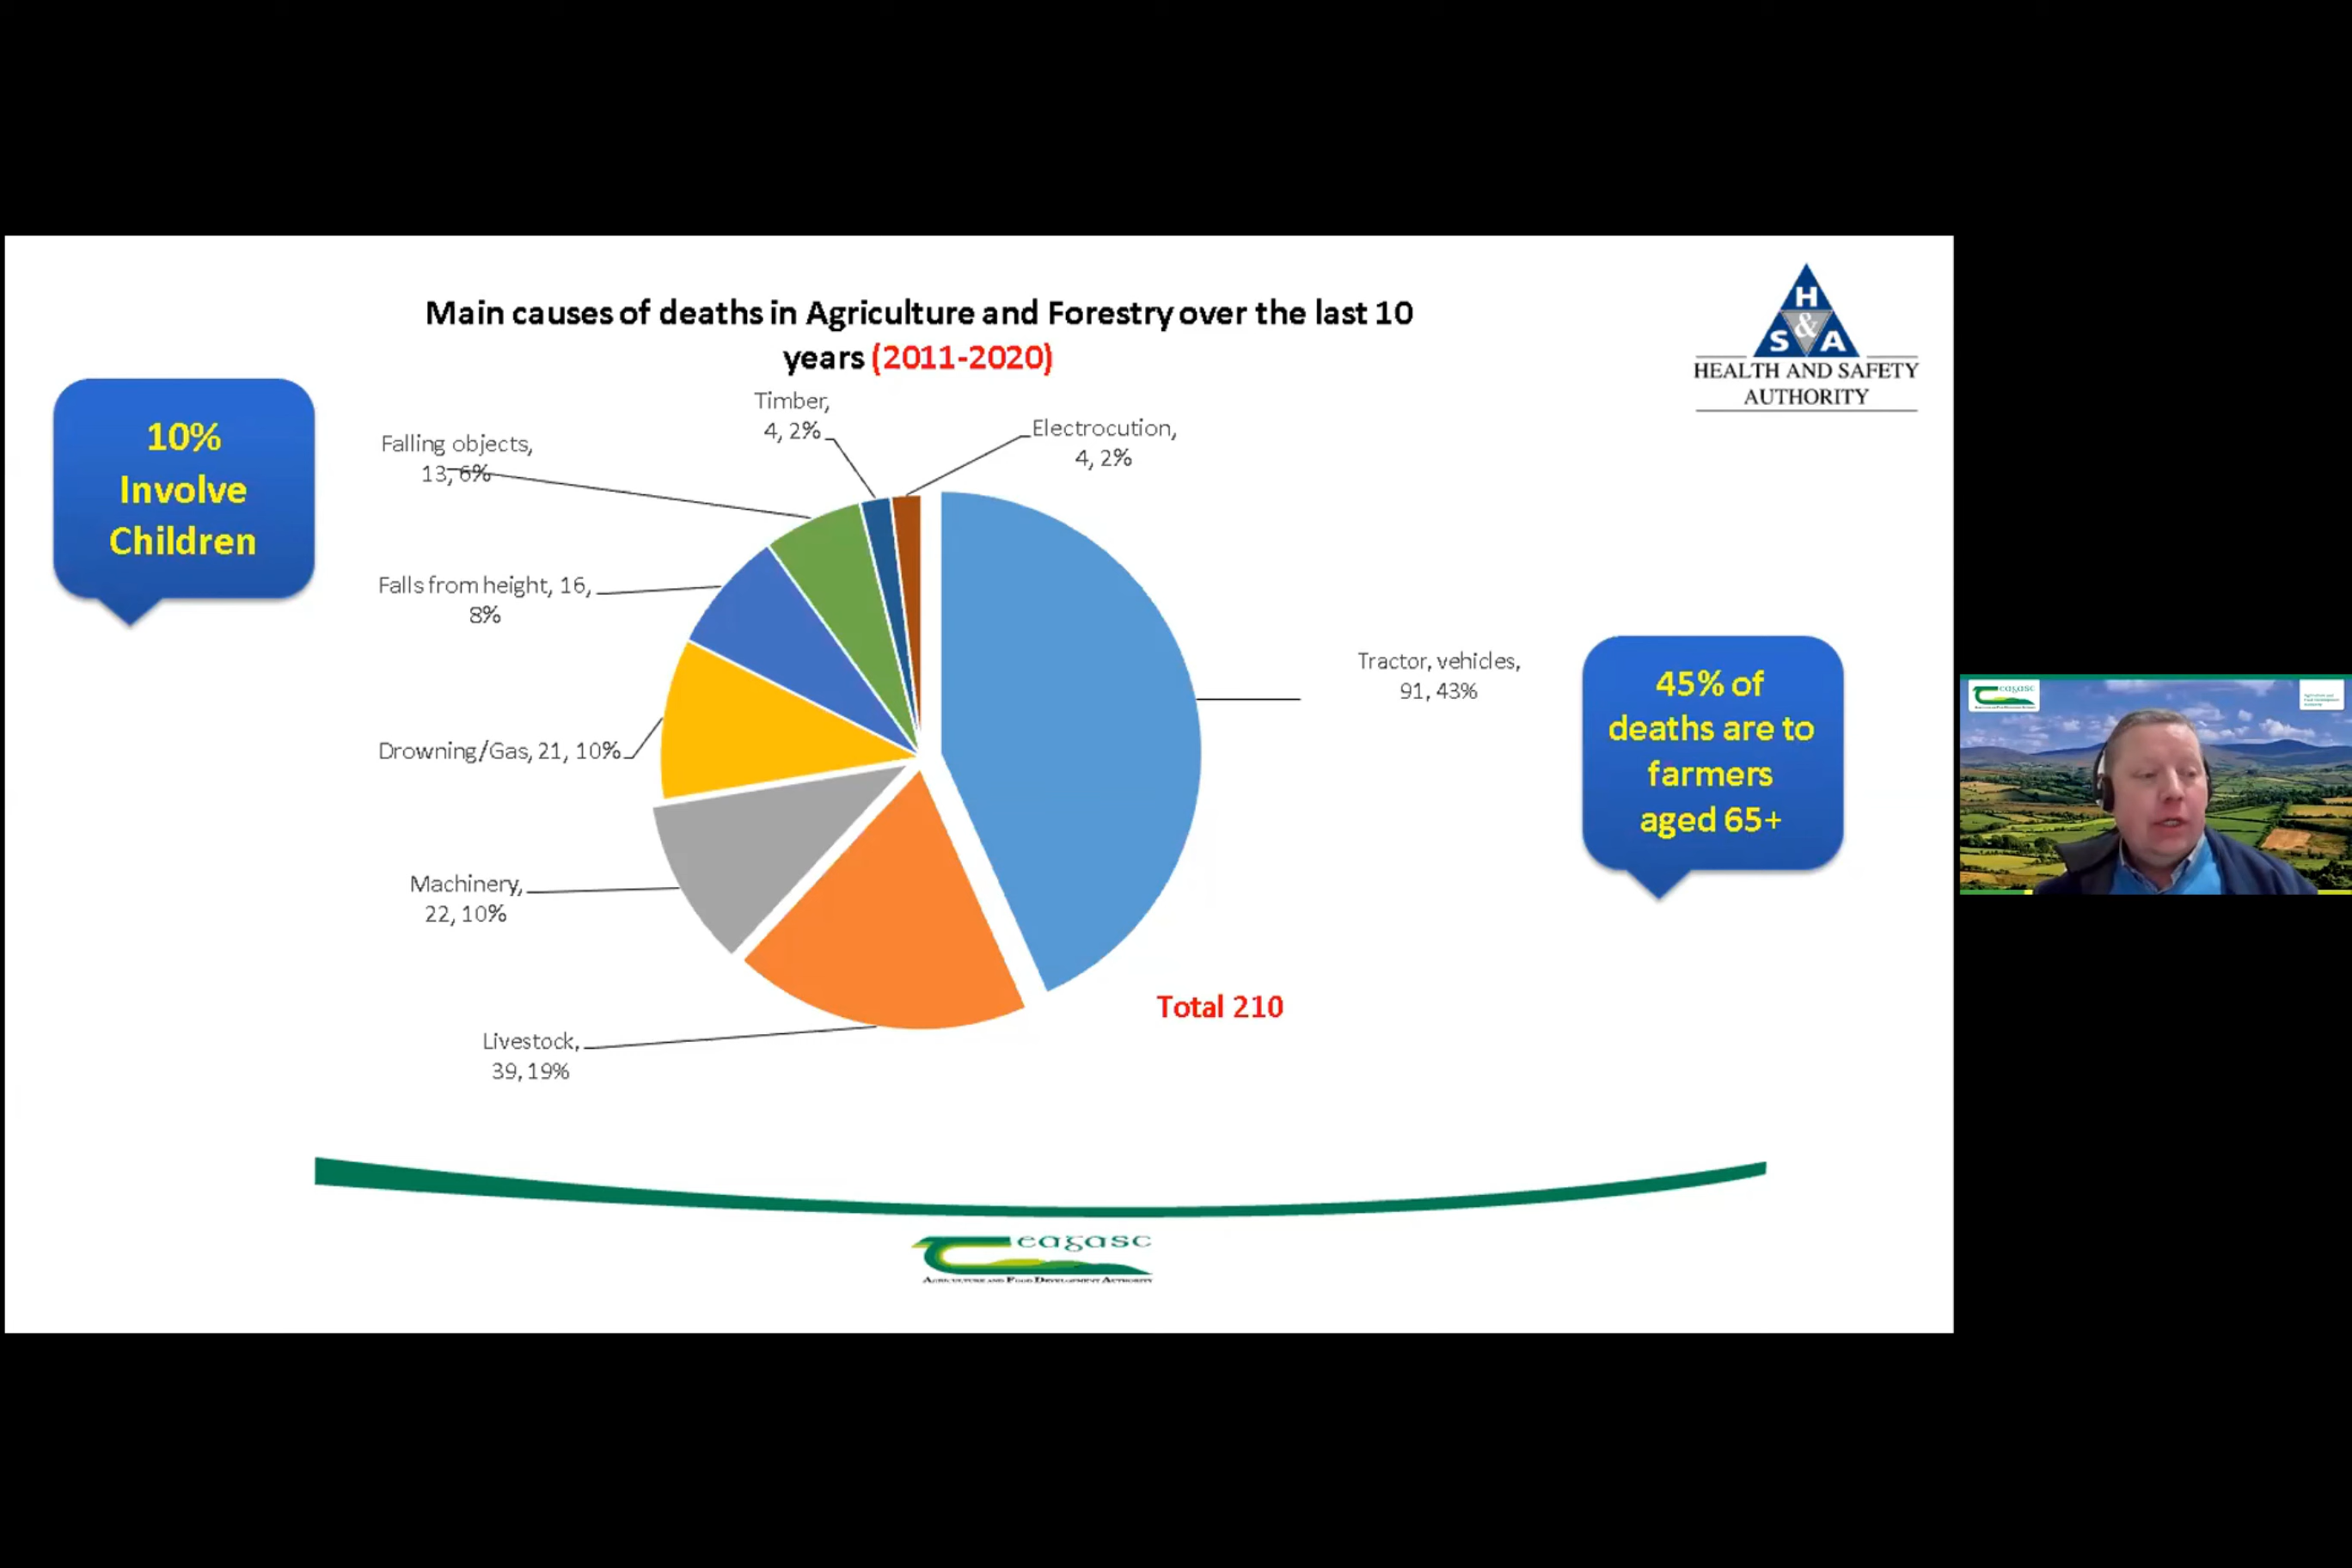 Main causes of deaths in Agriculture and Forestry over the last 10
years (2011-2020)
H
&
S A
HEALTH AND SAFETY
AUTHORITY
10%
Involve
Children
Timber,
4, 2%
Electrocution,
4, 2%
Falling objects,
13, 6%
Falls from height, 16,
8%
Tractor, vehicles,
91, 43%
45% of
deaths are to
farmers
aged 65+
Drowning/Gas, 21, 10%
Machinery,
22, 10%
Total 210
Livestock,
39, 19%
teagasc
AGRICULTURE AND FOOD DEVELOPMENT AUTHORITY
teagasc